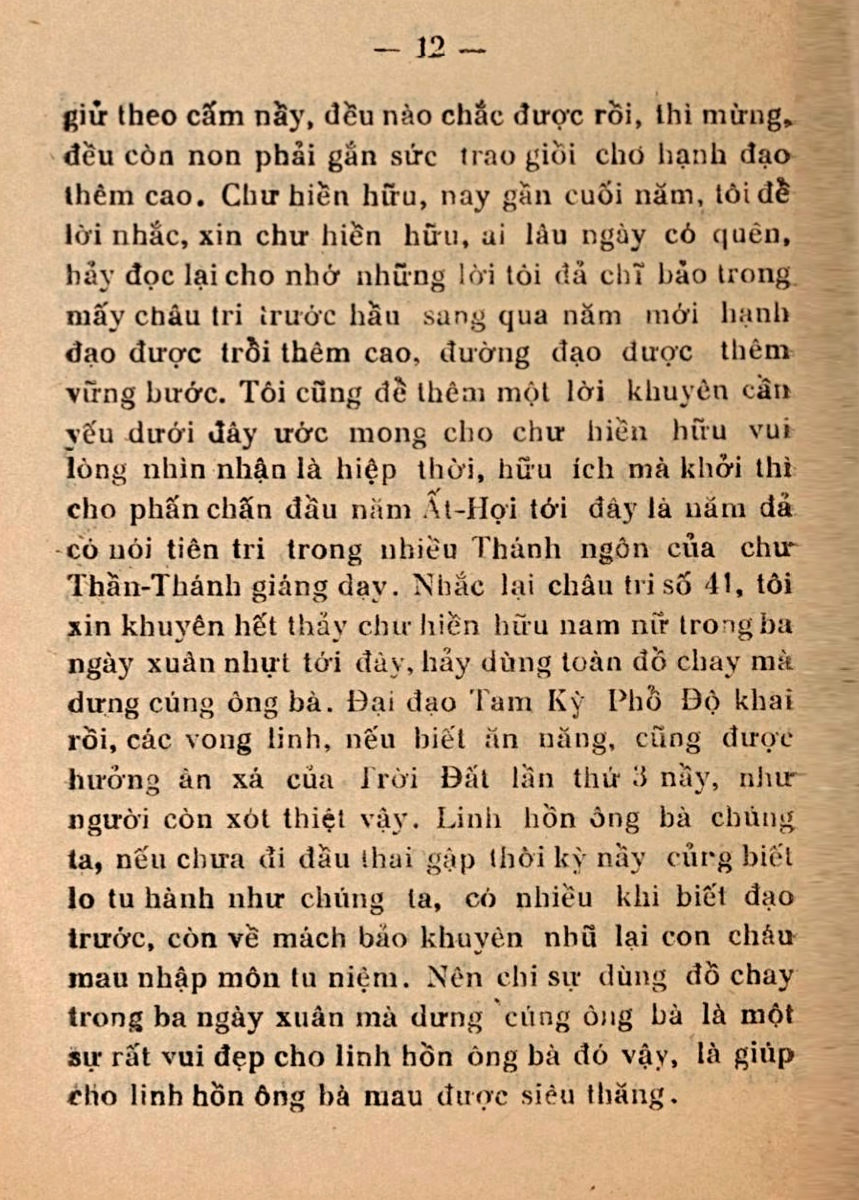 — 12 —
giử theo cấm nầy, đều nào chắc được rồi, thì mừng,
đều còn non phải gắn sức trao giồi cho hạnh đạo
thêm cao. Chư hiền hữu, nay gần cuối năm, tôi để
lời nhắc, xin chư hiền hữu, ai lâu ngày có quên,
hảy đọc lại cho nhớ những lời tôi đả chĩ bảo trong
mấy châu tri trước hầu sang qua năm mới hạnh
đạo được trổi thêm cao, đường đạo được thêm
vững bước. Tôi cũng để thêm một lời khuyên cần
yếu dưới đây ước mong cho chư hiền hữu vui
lòng nhìn nhận là hiệp thời, hữu ích mà khởi thì
cho phấn chấn đầu năm Ất-Hợi tới đây là năm đả
có nói tiên tri trong nhiều Thánh ngôn của chư
Thần-Thánh giáng dạy. Nhắc lại châu tri số 41, tôi
xin khuyên hết thảy chư hiền hữu nam nữ trong ba
ngày xuân nhựt tới đây, hảy dùng toàn đồ chay mà
dưng cúng ông bà. Đại đạo Tam Kỳ Phổ Độ khai
rồi, các vong linh, nếu biết ăn năng, cũng được
hưởng ân xá của Trời Đất lần thứ 3 nầy, như
người còn xót thiệt vậy. Linh hồn ông bà chúng
ta, nếu chưa đi đầu thai gập thời kỳ nầy củng biết
lo tu hành như chúng ta, có nhiều khi biết đạo
trước, còn về mách bảo khuyên nhũ lại con cháu
mau nhập môn tu niệm. Nên chi sự dùng đồ chay
trong ba ngày xuân mà dưng cúng ông bà là một
sự rất vui đẹp cho linh hồn ông bà đó vậy, là giúp
cho linh hồn ông bà mau được siêu thăng.